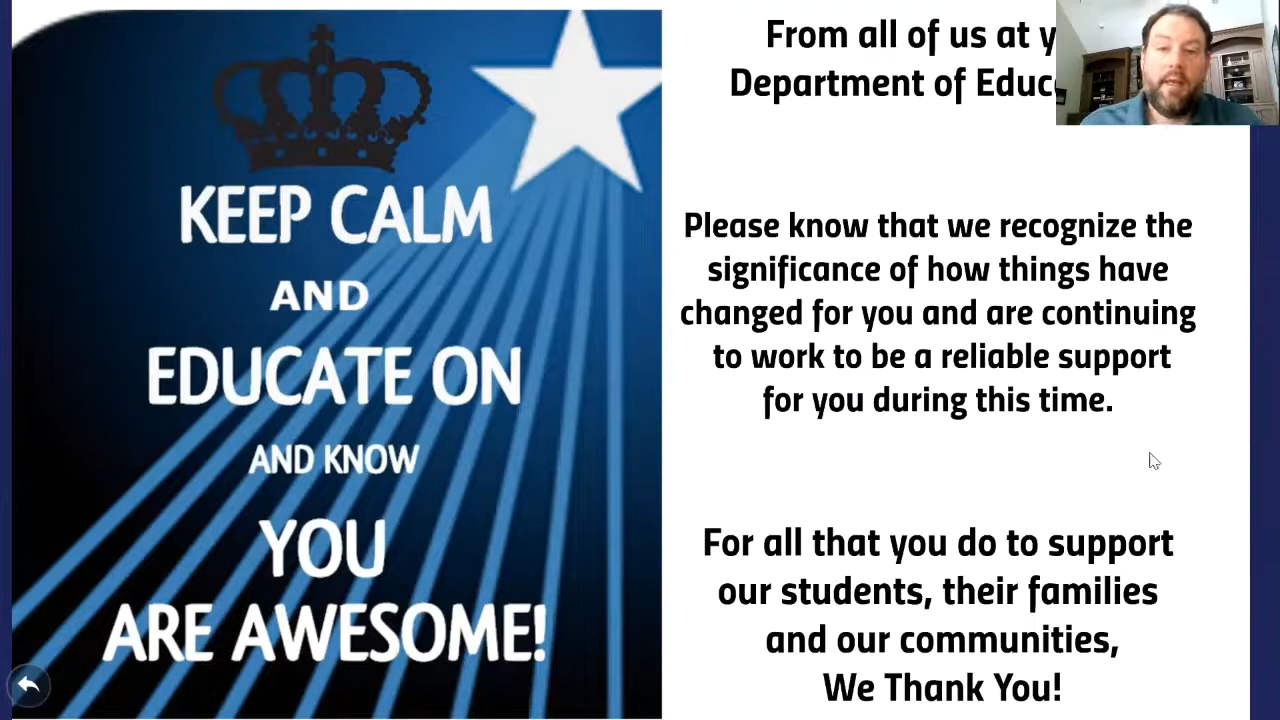 KEEP CALM
AND
EDUCATE ON
AND KNOW
YOU
ARE AWESOME!
From all of us at
Department of
Please know that we recognize the
significance of how things have
changed for you and are continuing
to work to be a reliable support
for you during this time.
For all that you do to support
our students, their families
and our communities,
We Thank You!